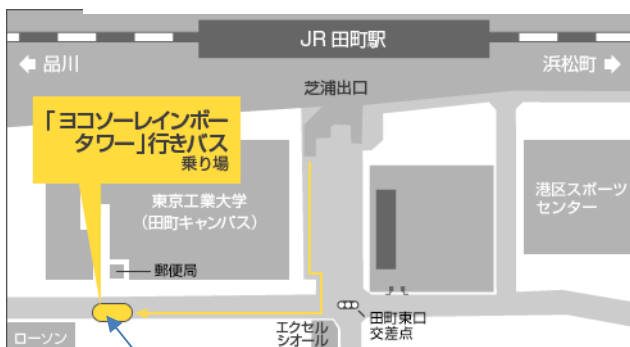 JR 田町駅
品川
浜松町
芝浦出口
「ヨコソーレインボー
タワー」行きバス
乗り場
東京工業大学
(田町キャンパス)
港区スポーツ
センター
郵便局
田町東口
交差点
エクセル
シオール
ローソン